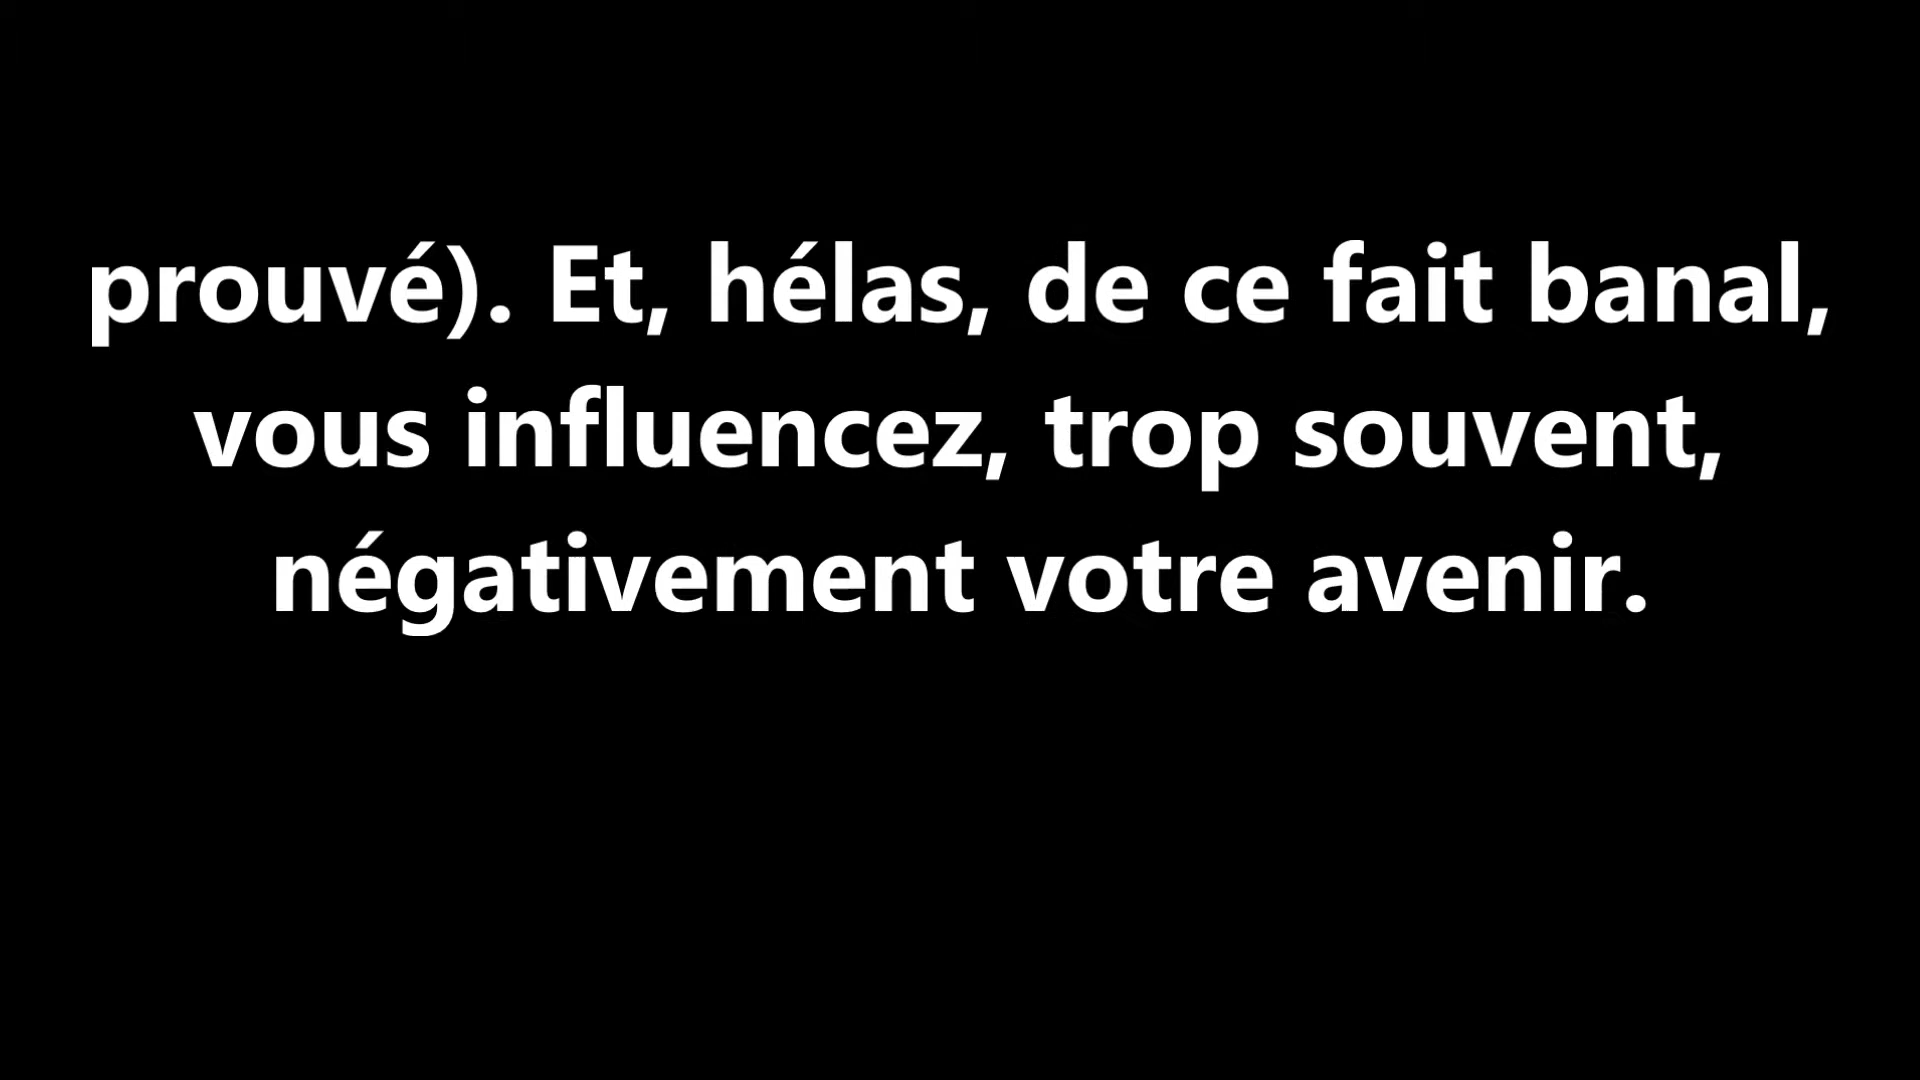 prouvé). Et, hélas, de ce fait banal,
vous influencez, trop souvent,
négativement votre avenir.